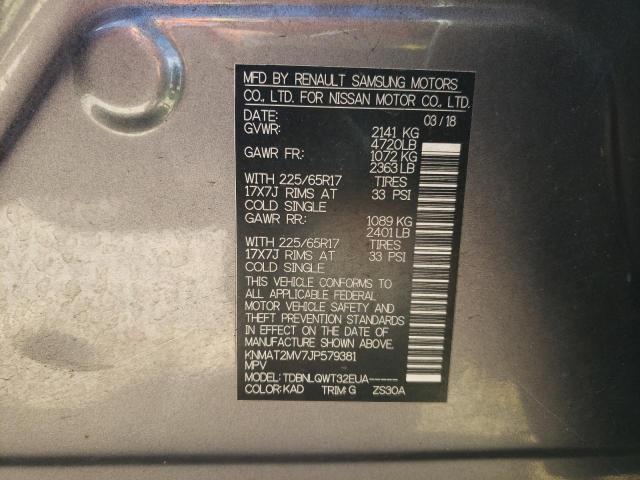 MFD BY RENAULT SAMSUNG MOTORS
CO., LTD. FOR NISSAN MOTOR CO., LTD.
DATE: 03/18
GVWR: 2141 KG
4720LB
GAWR FR: 1072 KG
2363 LB
WITH 225/65R17 TIRES
17X7J RIMS AT 33 PSI
COLD SINGLE
GAWR RR: 1089 KG
2401 LB
WITH 225/65R17 TIRES
17X7J RIMS AT 33 PSI
COLD SINGLE
THIS VEHICLE CONFORMS TO
ALL APPLICABLE FEDERAL
MOTOR VEHICLE SAFETY AND
THEFT PREVENTION STANDARDS
IN EFFECT ON THE DATE OF
MANUFACTURE SHOWN ABOVE.
KNMAT2MV7JP579381
MPV
MODEL: TDBNLQWT32EUA-----
COLOR: KAD TRIM: G ZS30A